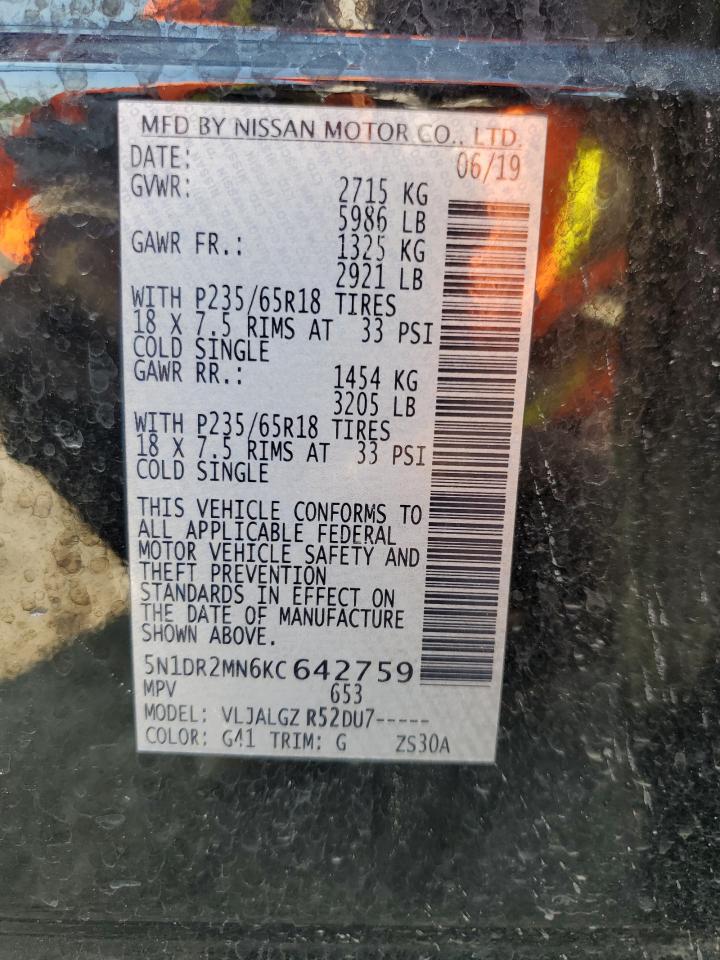 MFD BY NISSAN MOTOR CO., LTD.
DATE: 06/19
GVWR: 2715 KG
5986 LB
GAWR FR.: 1325 KG
2921 LB
WITH P235/65R18 TIRES
18 X 7.5 RIMS AT 33 PSI
COLD SINGLE
GAWR RR.: 1454 KG
3205 LB
WITH P235/65R18 TIRES
18 X 7.5 RIMS AT 33 PSI
COLD SINGLE
THIS VEHICLE CONFORMS TO
ALL APPLICABLE FEDERAL
MOTOR VEHICLE SAFETY AND
THEFT PREVENTION
STANDARDS IN EFFECT ON
THE DATE OF MANUFACTURE
SHOWN ABOVE.
5N1DR2MN6KC642759
MPV 653
MODEL: VLJALGZ R52DU7-----
COLOR: G41 TRIM: G ZS30A